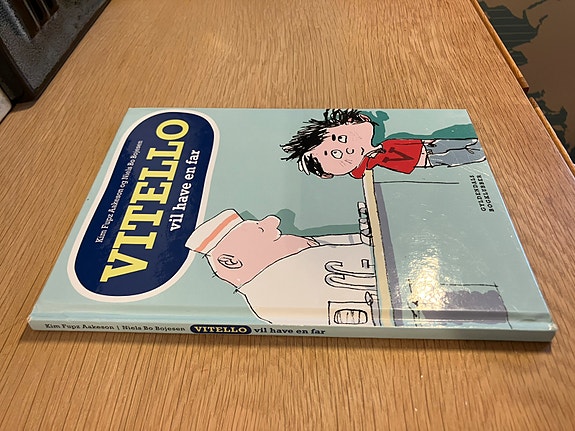 Kim Fupz Aakeson og Niels Bo Bojesen
VITELLO
vil have en far
V
GYLDENDALS
BOGKLUBBER
Kim Fupz Aakeson | Niels Bo Bojesen VITELLO vil have en far